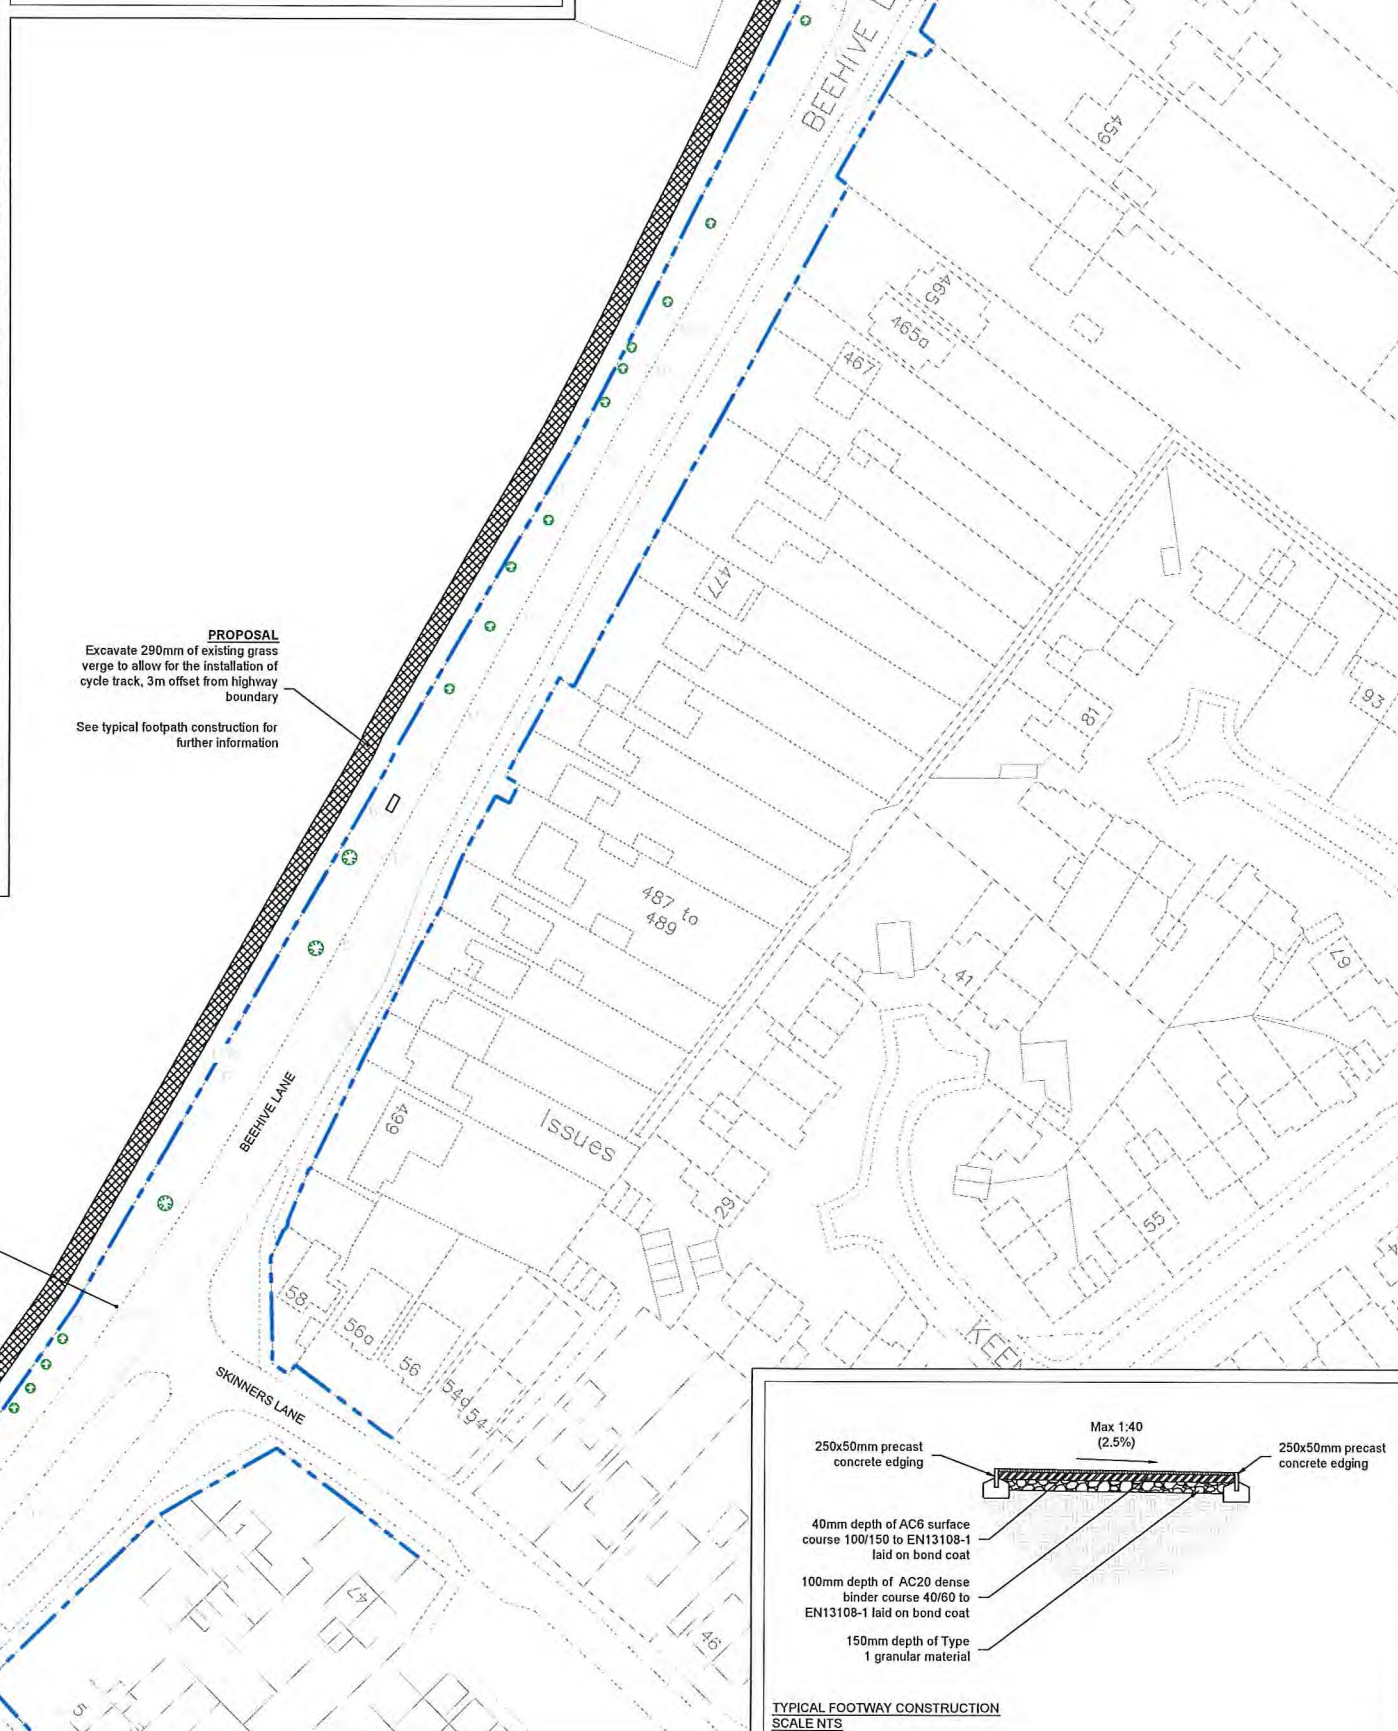 BEEHIVE L
459
465
465a
467
477
PROPOSAL
Excavate 290mm of existing grass
verge to allow for the installation of
cycle track, 3m offset from highway
boundary
See typical footpath construction for
further information
93
81
487 to
489
41
67
BEEHIVE LANE
499
Issues
29
55
58
56a
56
54d
54
KEEN
SKINNERS LANE
1
47
46
5
Max 1:40
(2.5%)
250x50mm precast
concrete edging
250x50mm precast
concrete edging
40mm depth of AC6 surface
course 100/150 to EN13108-1
laid on bond coat
100mm depth of AC20 dense
binder course 40/60 to
EN13108-1 laid on bond coat
150mm depth of Type
1 granular material
TYPICAL FOOTWAY CONSTRUCTION
SCALE NTS